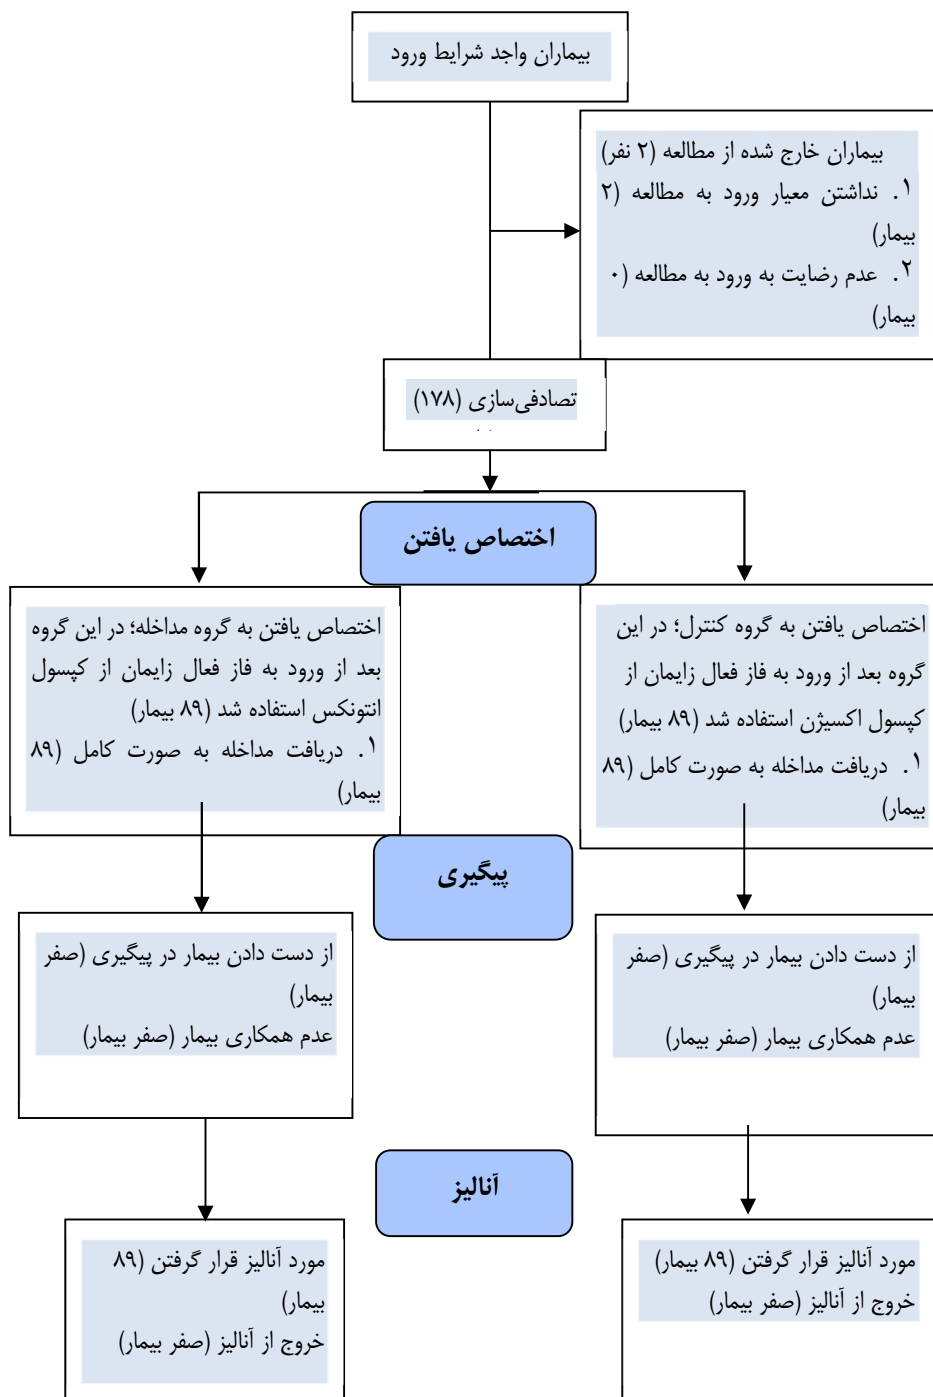 بیماران واجد شرایط ورود
بیماران خارج شده از مطالعه (۲ نفر)
۱. نداشتن معیار ورود به مطالعه (۲
بیمار)
۲. عدم رضایت به ورود به مطالعه (۰
بیمار)
تصادفی‌سازی (۱۷۸)
اختصاص یافتن
اختصاص یافتن به گروه کنترل؛ در این
گروه بعد از ورود به فاز فعال زایمان از
کپسول اکسیژن استفاده شد (۸۹ بیمار)
۱. دریافت مداخله به صورت کامل (۸۹
بیمار)
اختصاص یافتن به گروه مداخله؛ در این گروه
بعد از ورود به فاز فعال زایمان از کپسول
انتونکس استفاده شد (۸۹ بیمار)
۱. دریافت مداخله به صورت کامل (۸۹
بیمار)
پیگیری
از دست دادن بیمار در پیگیری (صفر
بیمار)
عدم همکاری بیمار (صفر بیمار)
از دست دادن بیمار در پیگیری (صفر
بیمار)
عدم همکاری بیمار (صفر بیمار)
آنالیز
مورد آنالیز قرار گرفتن (۸۹ بیمار)
خروج از آنالیز (صفر بیمار)
مورد آنالیز قرار گرفتن (۸۹
بیمار)
خروج از آنالیز (صفر بیمار)